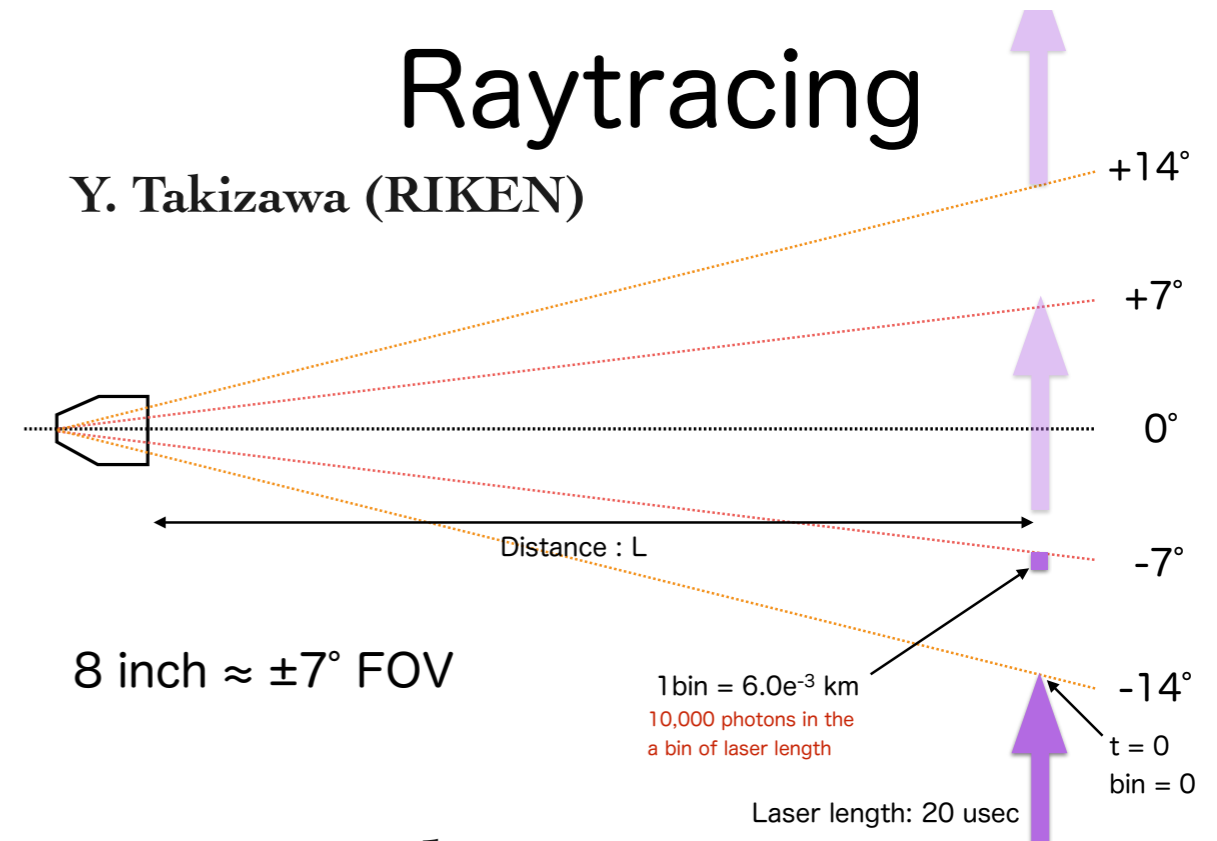 Raytracing
Y. Takizawa (RIKEN)
+14°
+7°
0°
Distance : L
-7°
8 inch ≈ ±7° FOV
1bin = 6.0e⁻³ km
10,000 photons in the
a bin of laser length
-14°
t = 0
bin = 0
Laser length: 20 usec